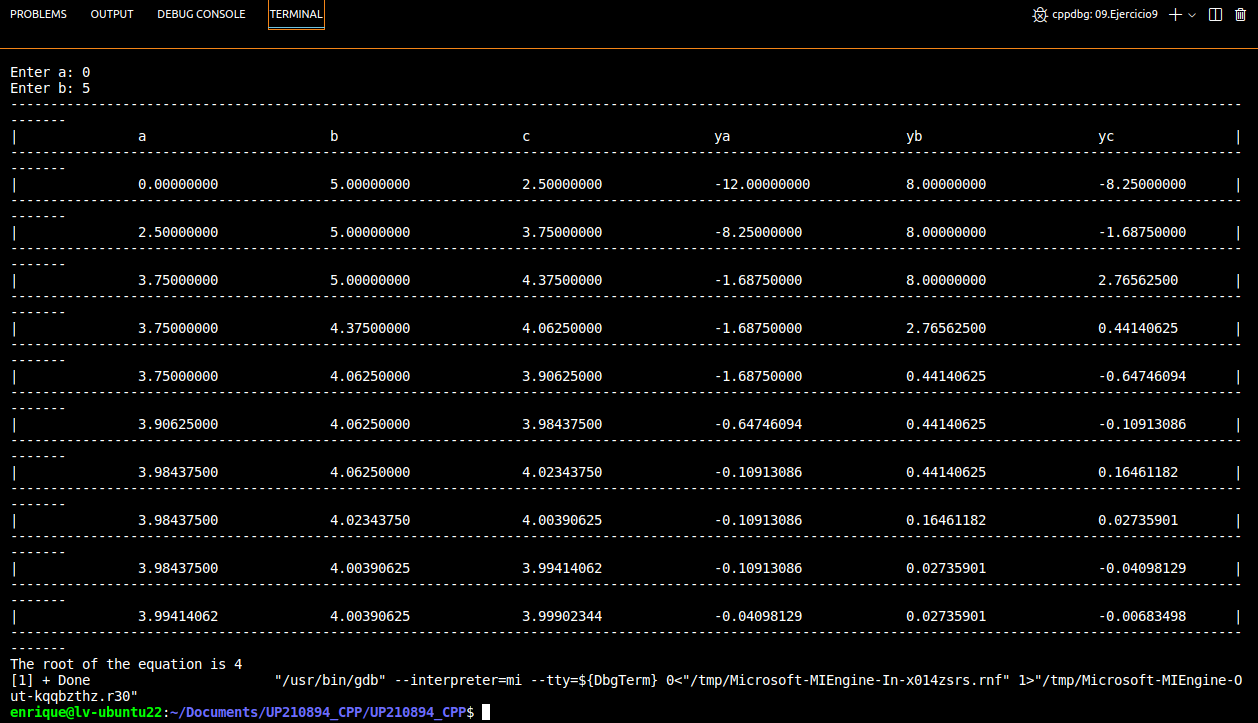 PROBLEMS OUTPUT DEBUG CONSOLE TERMINAL cppdbg: 09.Ejercicio9
Enter a: 0
Enter b: 5
----------------------------------------------------------------------------------------------------------------------------------------------------------
-------
| a b c ya yb yc |
----------------------------------------------------------------------------------------------------------------------------------------------------------
-------
| 0.00000000 5.00000000 2.50000000 -12.00000000 8.00000000 -8.25000000 |
----------------------------------------------------------------------------------------------------------------------------------------------------------
-------
| 2.50000000 5.00000000 3.75000000 -8.25000000 8.00000000 -1.68750000 |
----------------------------------------------------------------------------------------------------------------------------------------------------------
-------
| 3.75000000 5.00000000 4.37500000 -1.68750000 8.00000000 2.76562500 |
----------------------------------------------------------------------------------------------------------------------------------------------------------
-------
| 3.75000000 4.37500000 4.06250000 -1.68750000 2.76562500 0.44140625 |
----------------------------------------------------------------------------------------------------------------------------------------------------------
-------
| 3.75000000 4.06250000 3.90625000 -1.68750000 0.44140625 -0.64746094 |
----------------------------------------------------------------------------------------------------------------------------------------------------------
-------
| 3.90625000 4.06250000 3.98437500 -0.64746094 0.44140625 -0.10913086 |
----------------------------------------------------------------------------------------------------------------------------------------------------------
-------
| 3.98437500 4.06250000 4.02343750 -0.10913086 0.44140625 0.16461182 |
----------------------------------------------------------------------------------------------------------------------------------------------------------
-------
| 3.98437500 4.02343750 4.00390625 -0.10913086 0.16461182 0.02735901 |
----------------------------------------------------------------------------------------------------------------------------------------------------------
-------
| 3.98437500 4.00390625 3.99414062 -0.10913086 0.02735901 -0.04098129 |
----------------------------------------------------------------------------------------------------------------------------------------------------------
-------
| 3.99414062 4.00390625 3.99902344 -0.04098129 0.02735901 -0.00683498 |
----------------------------------------------------------------------------------------------------------------------------------------------------------
-------
The root of the equation is 4
[1] + Done "/usr/bin/gdb" --interpreter=mi --tty=${DbgTerm} 0<"/tmp/Microsoft-MIEngine-In-x014zsrs.rnf" 1>"/tmp/Microsoft-MIEngine-O
ut-kqqbzthz.r30"
enrique@lv-ubuntu22:~/Documents/UP210894_CPP/UP210894_CPP$